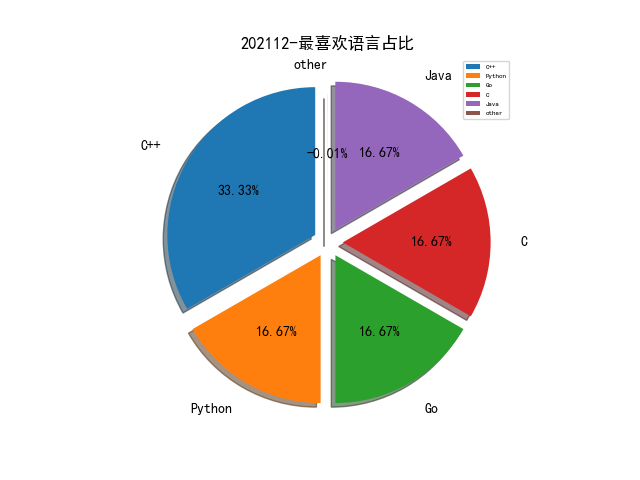 202112-最喜欢语言占比
other
Java
C++
Python
Go
C
Java
other
C++
-0.01%
16.67%
33.33%
16.67%
C
16.67%
16.67%
Python
Go